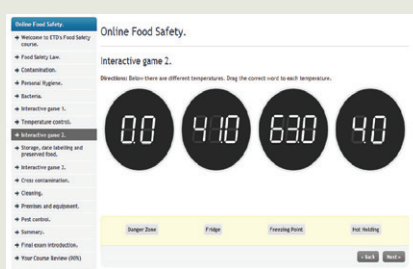 Online Food Safety.
→ Welcome to ETD's Food Safety
course.
→ Food Safety Law.
→ Contamination.
→ Personal Hygiene.
→ Bacteria.
→ Interactive game 1.
→ Temperature control.
→ Interactive game 2.
→ Storage, date labelling and
preserved food.
→ Interactive game 3.
→ Cross contamination.
→ Cleaning.
→ Premises and equipment.
→ Pest control.
→ Summary.
→ Final exam introduction.
→ Your Course Review (00%)
Online Food Safety.
Interactive game 2.
Directions: Below there are different temperatures. Drag the correct word to each temperature.
0.0 41.0 63.0 4.0
Danger Zone Fridge Freezing Point Hot Holding
‹ Back Next ›